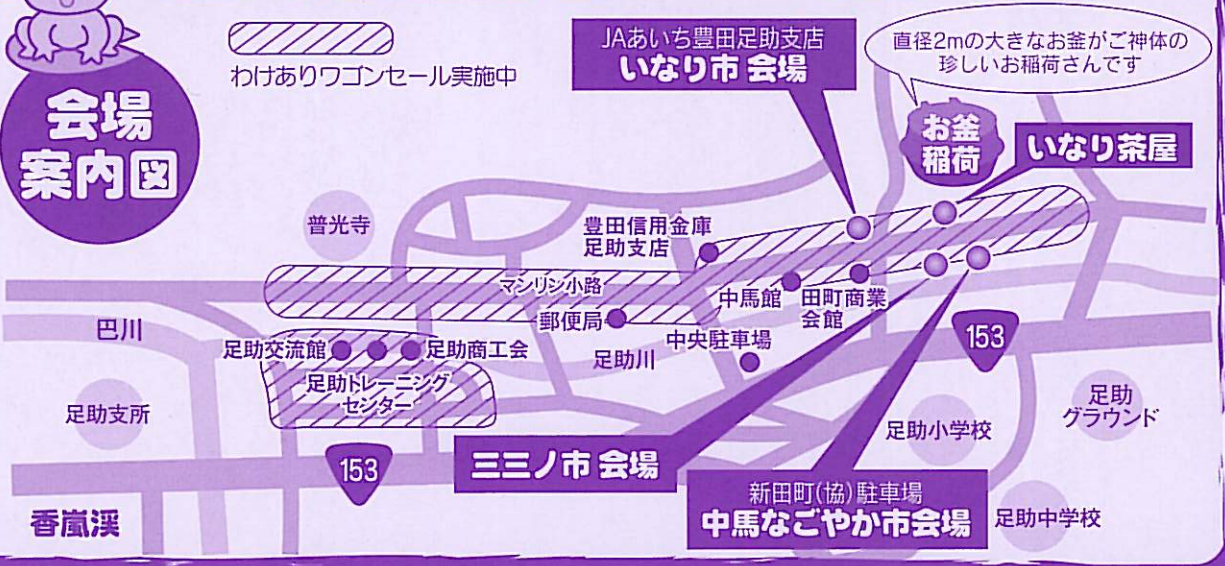 会場
案内図
わけありワゴンセール実施中
JAあいち豊田足助支店
いなり市 会場
直径2mの大きなお釜がご神体の
珍しいお稲荷さんです
お釜
稲荷
いなり茶屋
普光寺
豊田信用金庫
足助支店
マンリン小路
中馬館
田町商業
会館
郵便局
巴川
足助交流館
足助商工会
足助川
中央駐車場
153
足助トレーニング
センター
足助支所
足助
グラウンド
足助小学校
153
三三ノ市 会場
新田町(協)駐車場
中馬なごやか市会場
足助中学校
香嵐渓